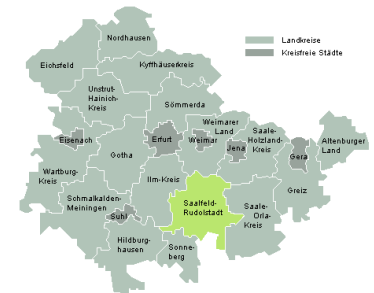 Nordhausen
Landkreise
Kreisfreie Städte
Eichsfeld
Kyffhäuserkreis
Unstrut-
Hainich-
Kreis
Sömmerda
Weimarer
Land
Saale-
Holzland-
Kreis
Altenburger
Land
Eisenach
Erfurt
Weimar
Jena
Gera
Gotha
Wartburg-
Kreis
Ilm-Kreis
Greiz
Schmalkalden-
Meiningen
Saalfeld-
Rudolstadt
Saale-
Orla-
Kreis
Suhl
Hildburg-
hausen
Sonne-
berg